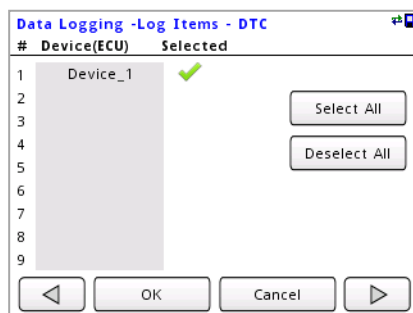 Data Logging -Log Items - DTC
# Device(ECU) Selected
1 Device_1
2
Select All
3
4
Deselect All
5
6
7
8
9
OK Cancel